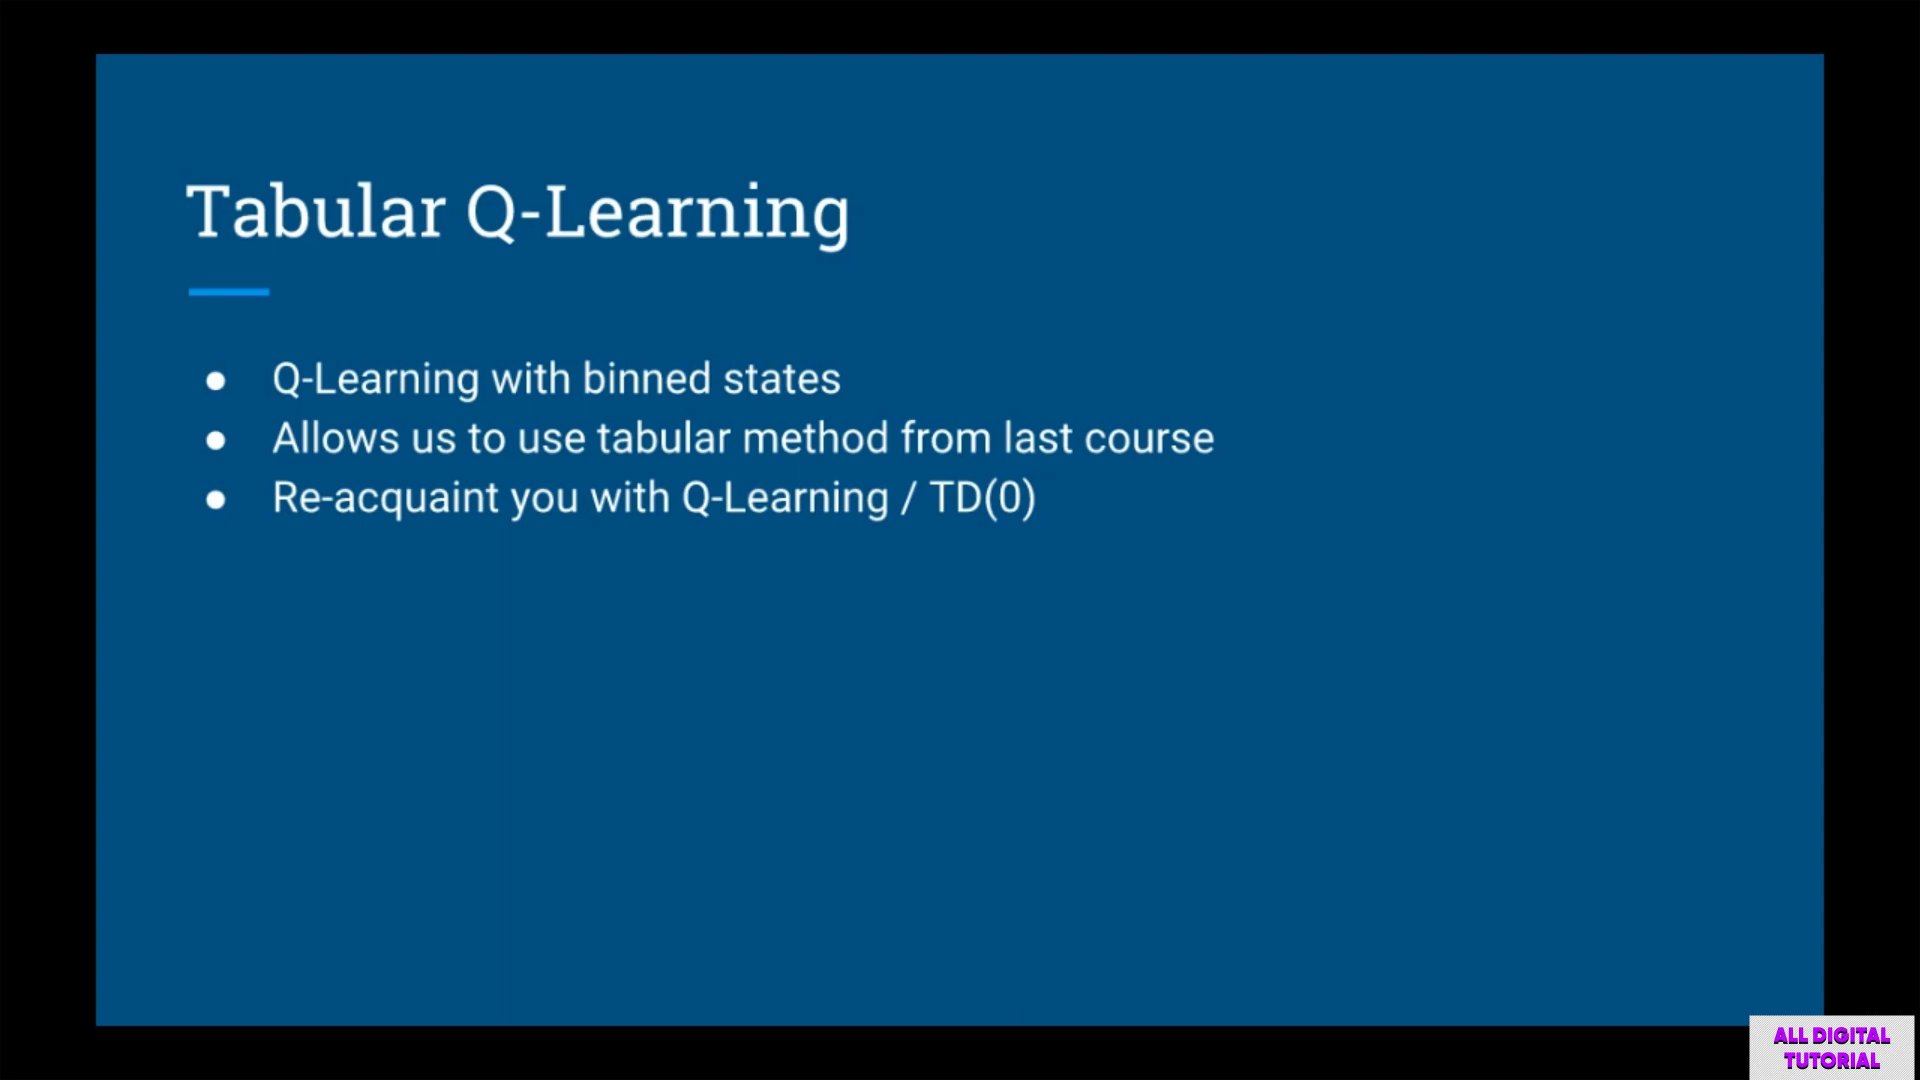 Tabular Q-Learning
● Q-Learning with binned states
● Allows us to use tabular method from last course
● Re-acquaint you with Q-Learning / TD(0)
ALL DIGITAL
TUTORIAL